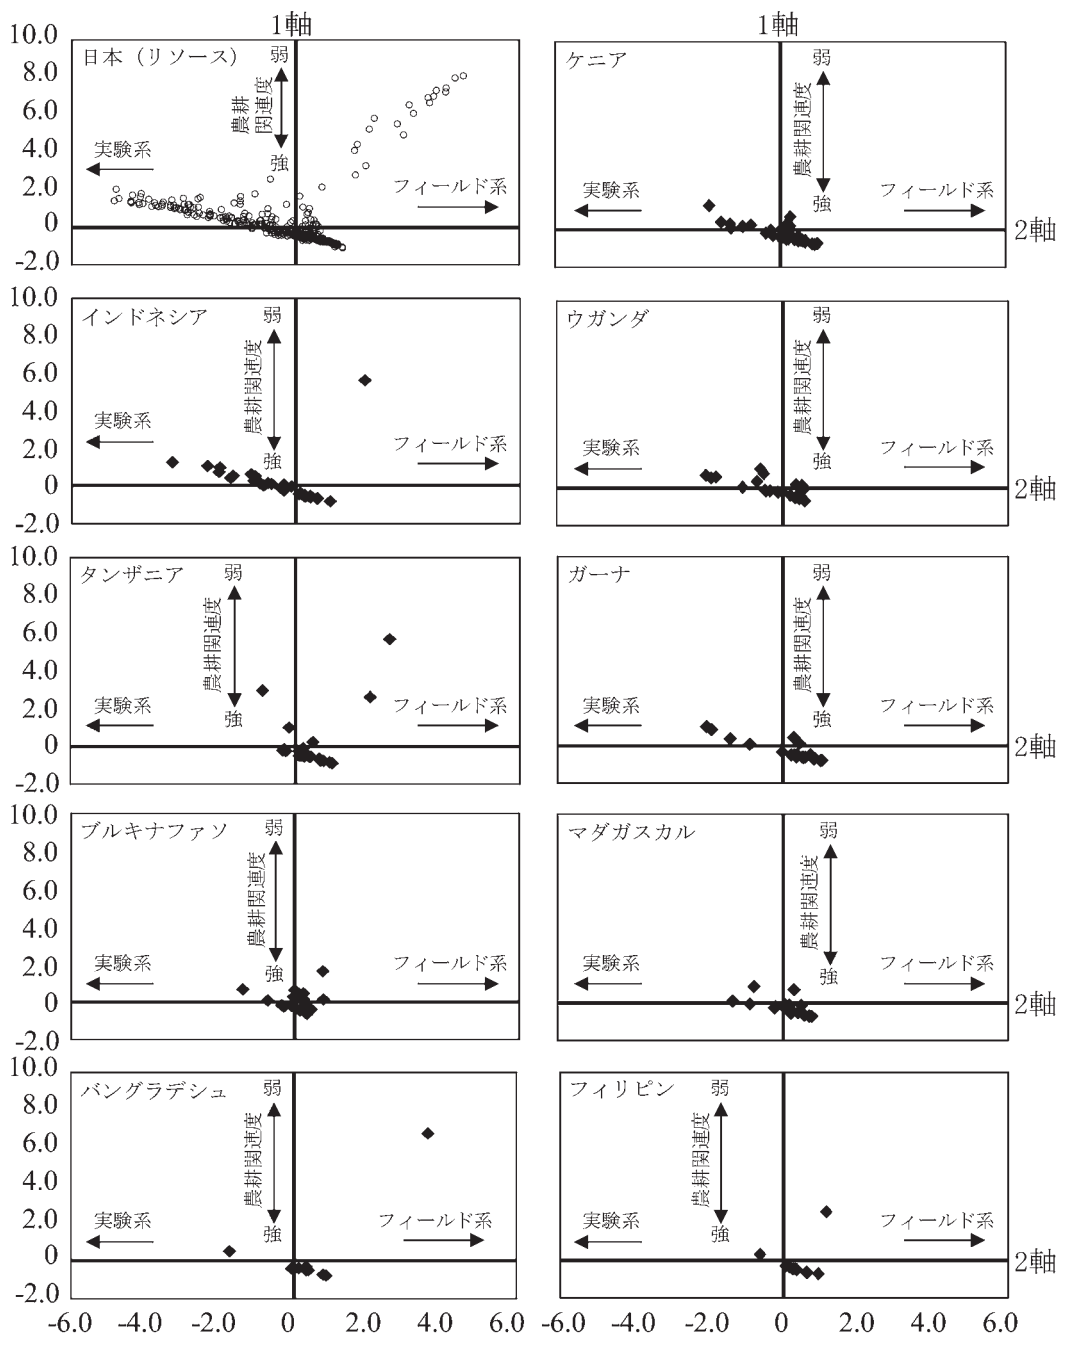 1軸
1軸
10.0
8.0
6.0
4.0
2.0
0
-2.0
日本（リソース）
弱
農耕
関連度
強
実験系
フィールド系
ケニア
弱
農耕関連度
強
実験系
フィールド系
2軸
10.0
8.0
6.0
4.0
2.0
0
-2.0
インドネシア
弱
農耕関連度
強
実験系
フィールド系
ウガンダ
弱
農耕関連度
強
実験系
フィールド系
2軸
10.0
8.0
6.0
4.0
2.0
0
-2.0
タンザニア
弱
農耕関連度
強
実験系
フィールド系
ガーナ
弱
農耕関連度
強
実験系
フィールド系
2軸
10.0
8.0
6.0
4.0
2.0
0
-2.0
ブルキナファソ
弱
農耕関連度
強
実験系
フィールド系
マダガスカル
弱
農耕関連度
強
実験系
フィールド系
2軸
10.0
8.0
6.0
4.0
2.0
0
-2.0
バングラデシュ
弱
農耕関連度
強
実験系
フィールド系
フィリピン
弱
農耕関連度
強
実験系
フィールド系
2軸
-6.0 -4.0 -2.0 0 2.0 4.0 -6.0 -4.0 -2.0 0 2.0 4.0 6.0